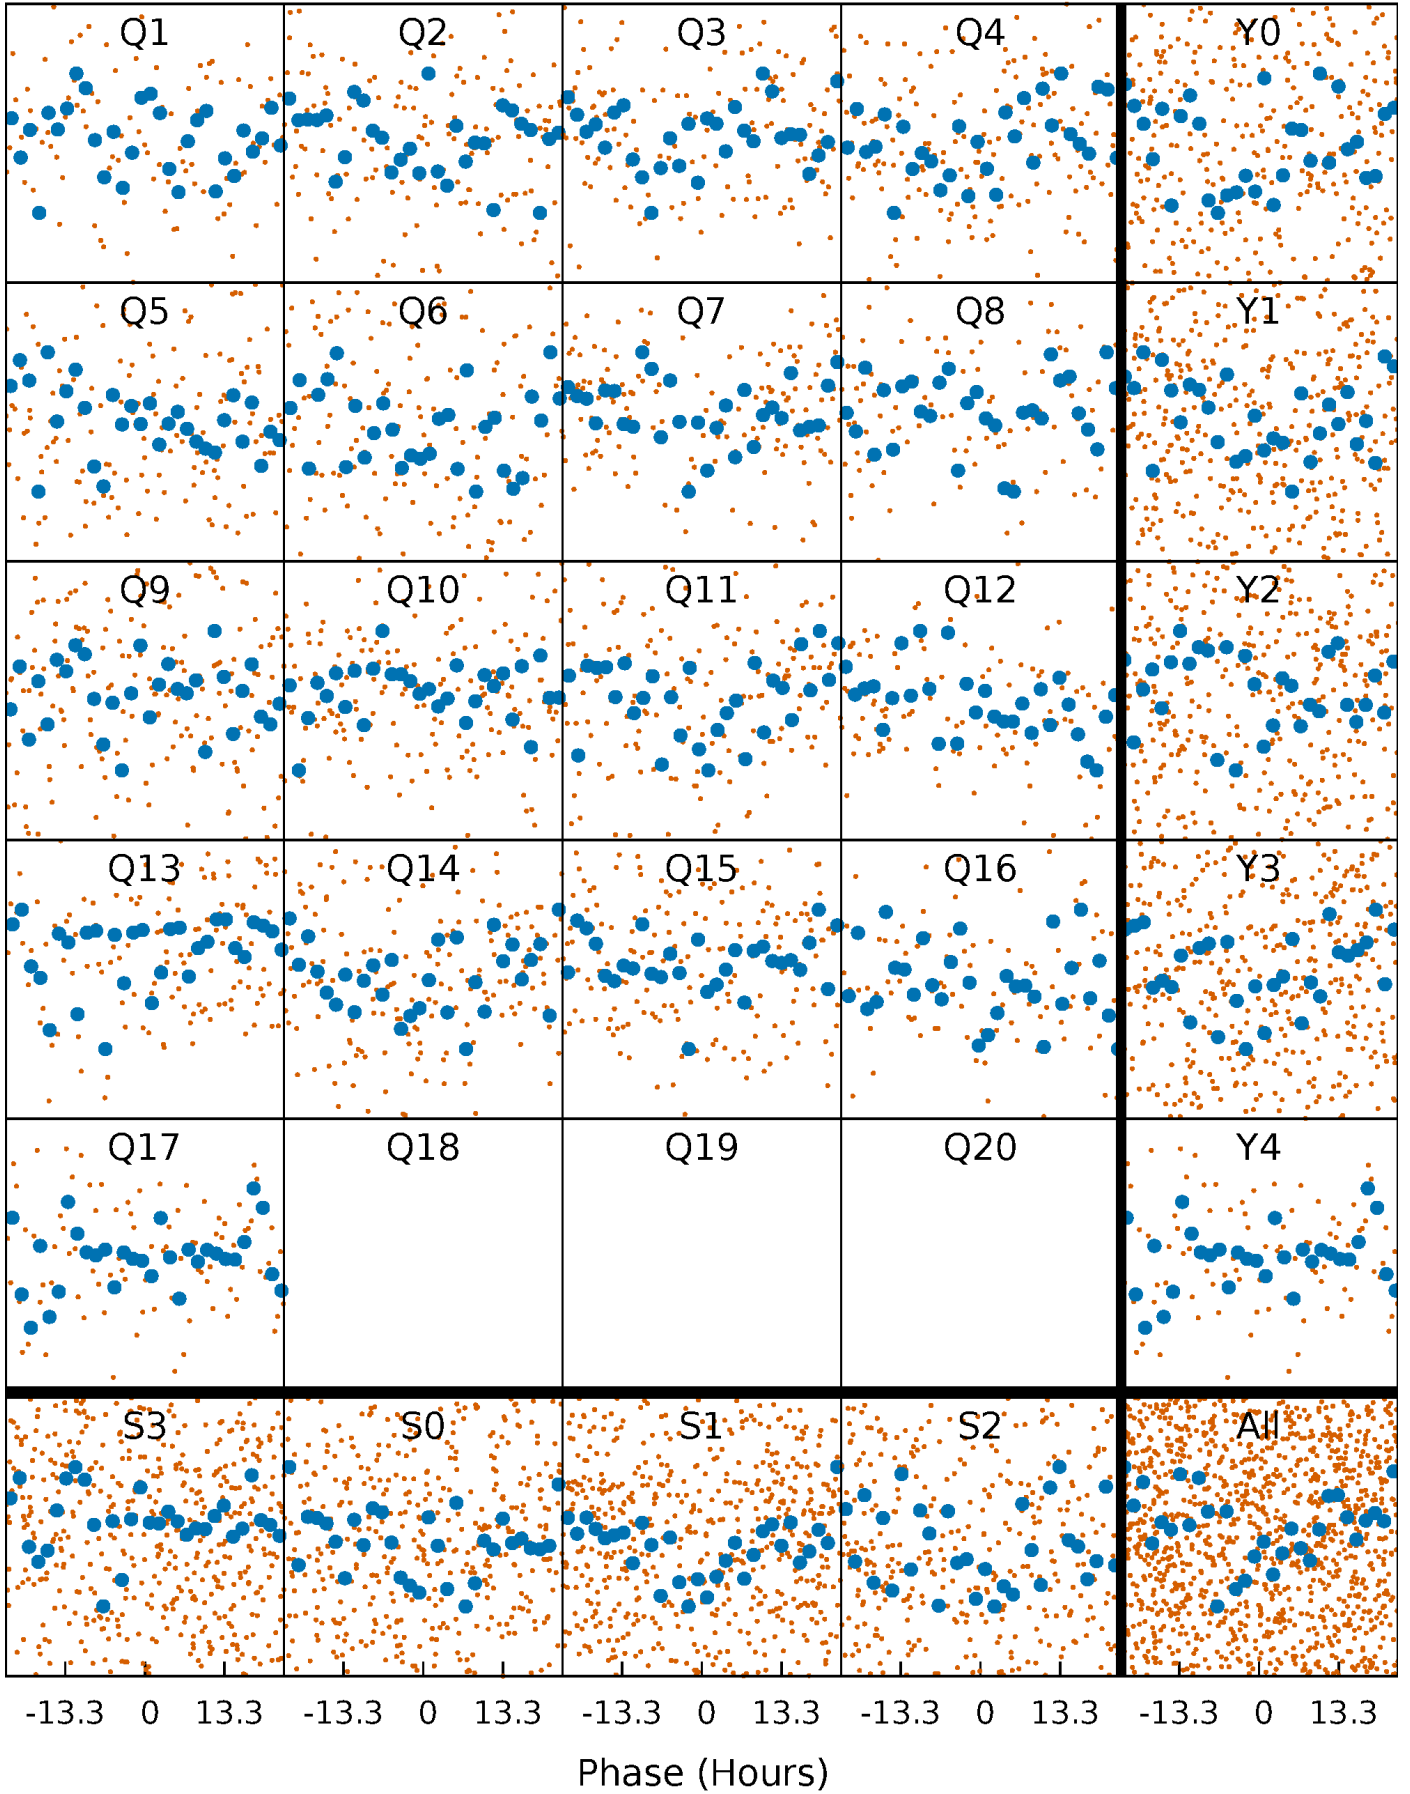 Q1 Q2 Q3 Q4 Y0
Q5 Q6 Q7 Q8 Y1
Q9 Q10 Q11 Q12 Y2
Q13 Q14 Q15 Q16 Y3
Q17 Q18 Q19 Q20 Y4
S3 S0 S1 S2 All
-13.3 0 13.3 -13.3 0 13.3 -13.3 0 13.3 -13.3 0 13.3 -13.3 0 13.3
Phase (Hours)